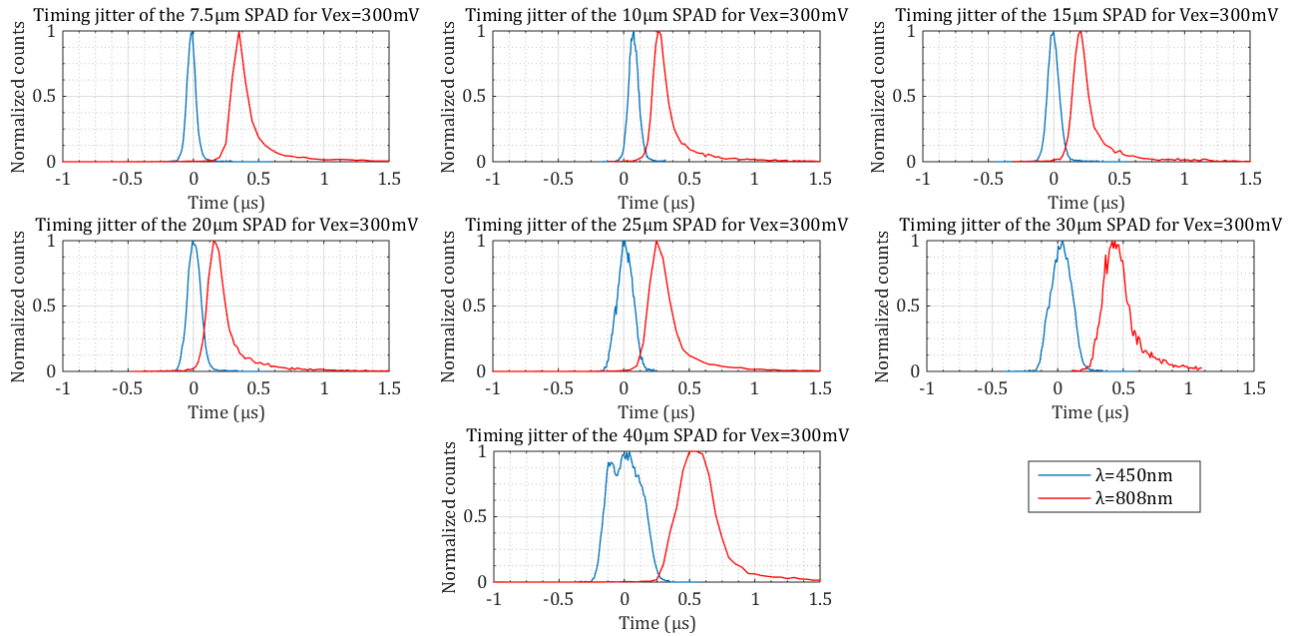 Timing jitter of the 7.5μm SPAD for Vex=300mV
Normalized counts
1
0.5
0
-1
-0.5
0
0.5
1
1.5
Time (μs)
Timing jitter of the 10μm SPAD for Vex=300mV
Normalized counts
1
0.5
0
-1
-0.5
0
0.5
1
1.5
Time (μs)
Timing jitter of the 15μm SPAD for Vex=300mV
Normalized counts
1
0.5
0
-1
-0.5
0
0.5
1
1.5
Time (μs)
Timing jitter of the 20μm SPAD for Vex=300mV
Normalized counts
1
0.5
0
-1
-0.5
0
0.5
1
1.5
Time (μs)
Timing jitter of the 25μm SPAD for Vex=300mV
Normalized counts
1
0.5
0
-1
-0.5
0
0.5
1
1.5
Time (μs)
Timing jitter of the 30μm SPAD for Vex=300mV
Normalized counts
1
0.5
0
-1
-0.5
0
0.5
1
1.5
Time (μs)
Timing jitter of the 40μm SPAD for Vex=300mV
Normalized counts
1
0.5
0
-1
-0.5
0
0.5
1
1.5
Time (μs)
λ=450nm
λ=808nm